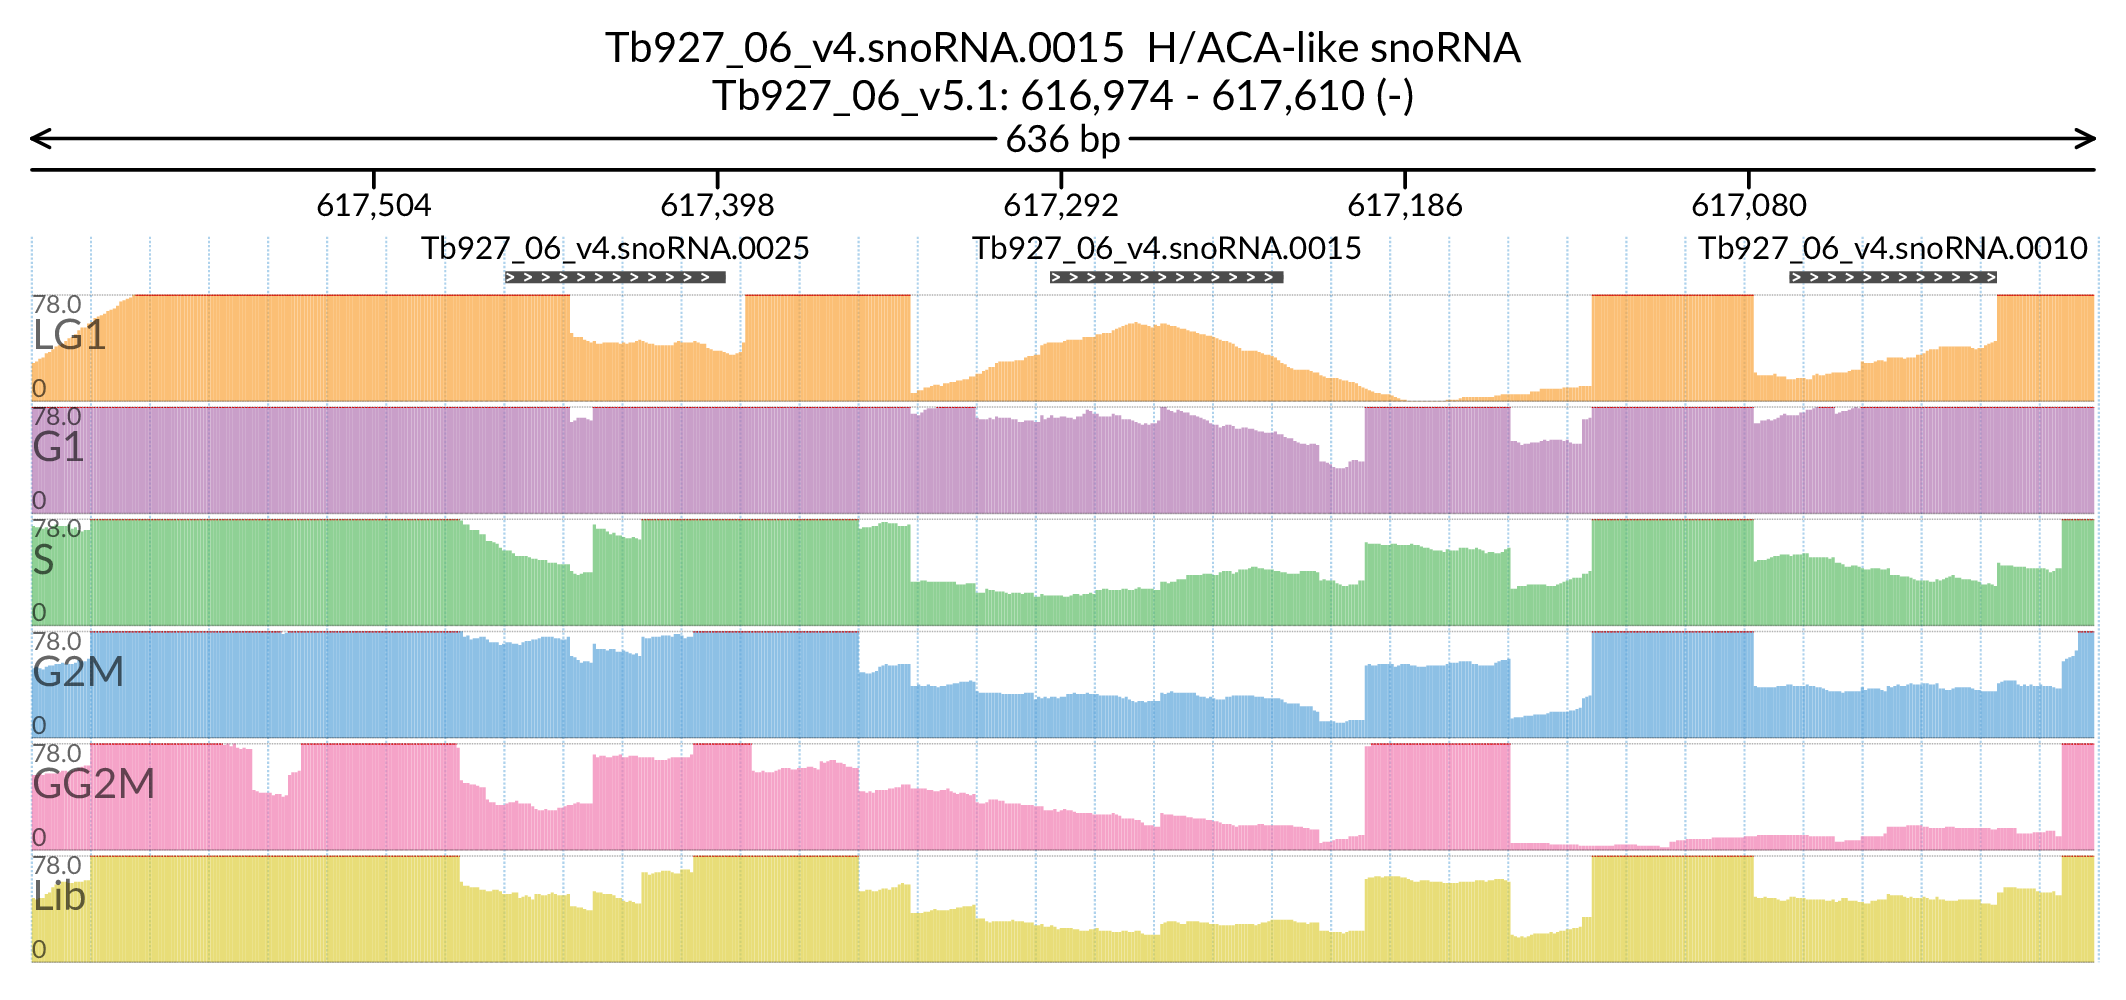 Tb927_06_v4.snoRNA.0015  H/ACA-like snoRNA
Tb927_06_v5.1: 616,974 - 617,610 (-)
636 bp
617,504 617,398 617,292 617,186 617,080
Tb927_06_v4.snoRNA.0025 Tb927_06_v4.snoRNA.0015 Tb927_06_v4.snoRNA.0010
78.0
LG1
0
78.0
G1
0
78.0
S
0
78.0
G2M
0
78.0
GG2M
0
78.0
Lib
0